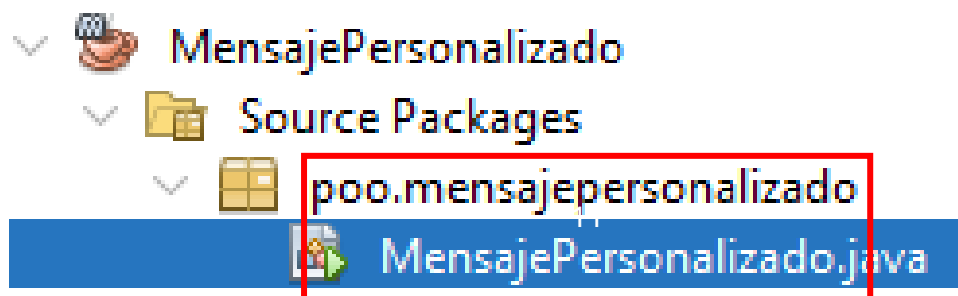 MensajePersonalizado
Source Packages
poo.mensajepersonalizado
MensajePersonalizado.java